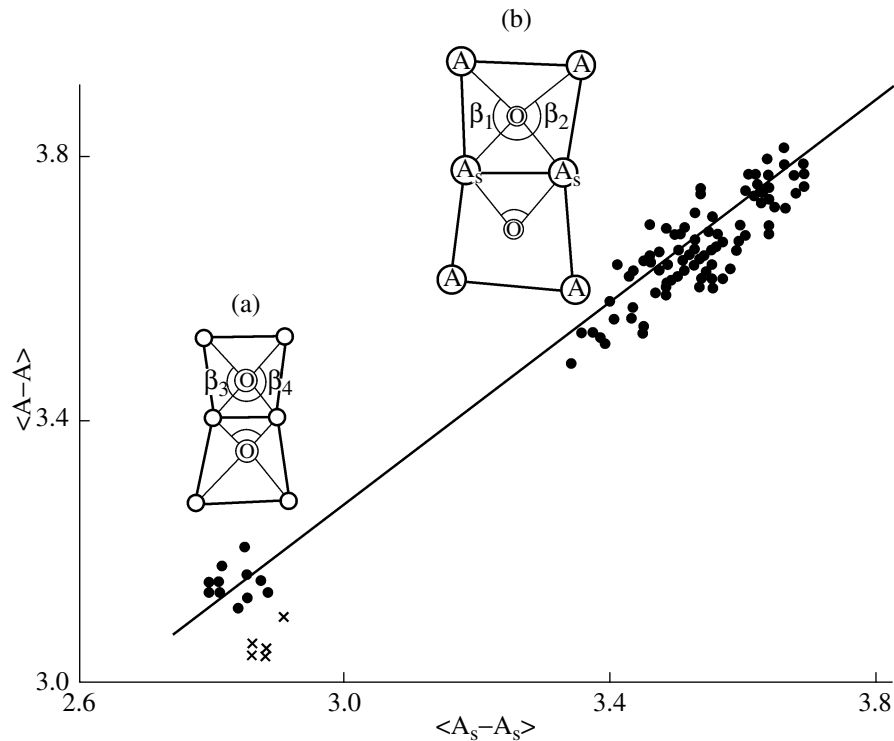 (b)
A A
O
β1 β2
3.8
As As
O
A A
(a)
O
β3 β4
<A–A>
3.4
O
3.0
2.6 3.0 3.4 3.8
<As–As>